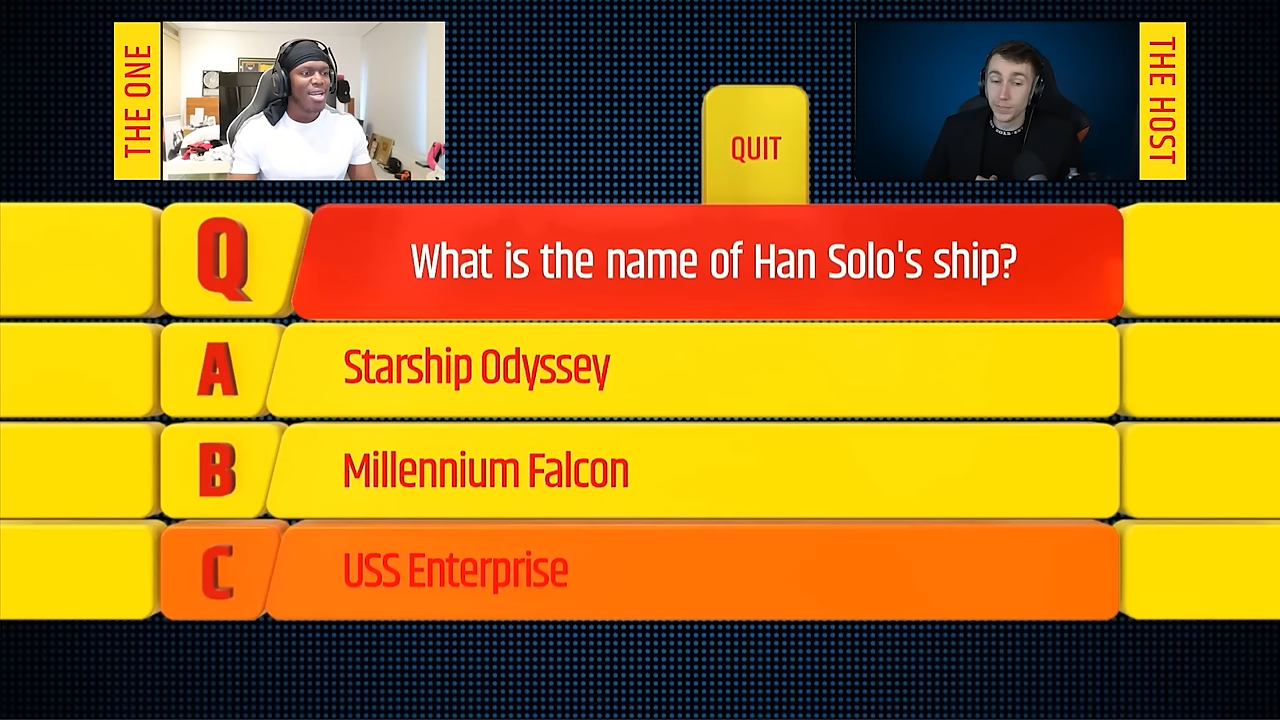 THE ONE
THE HOST
QUIT
Q
What is the name of Han Solo's ship?
A
Starship Odyssey
B
Millennium Falcon
C
USS Enterprise